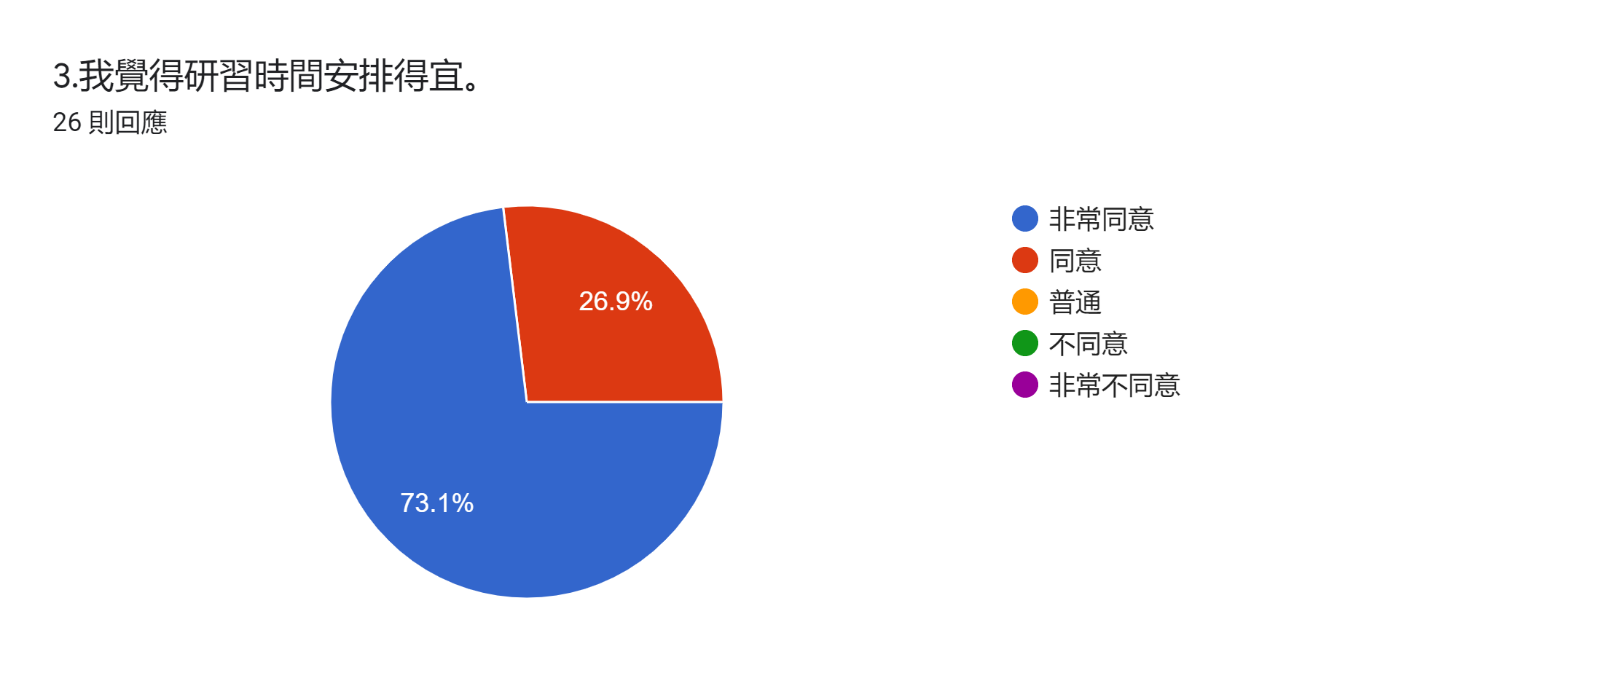 3.我覺得研習時間安排得宜。
26 則回應
非常同意
同意
普通
不同意
非常不同意
26.9%
73.1%